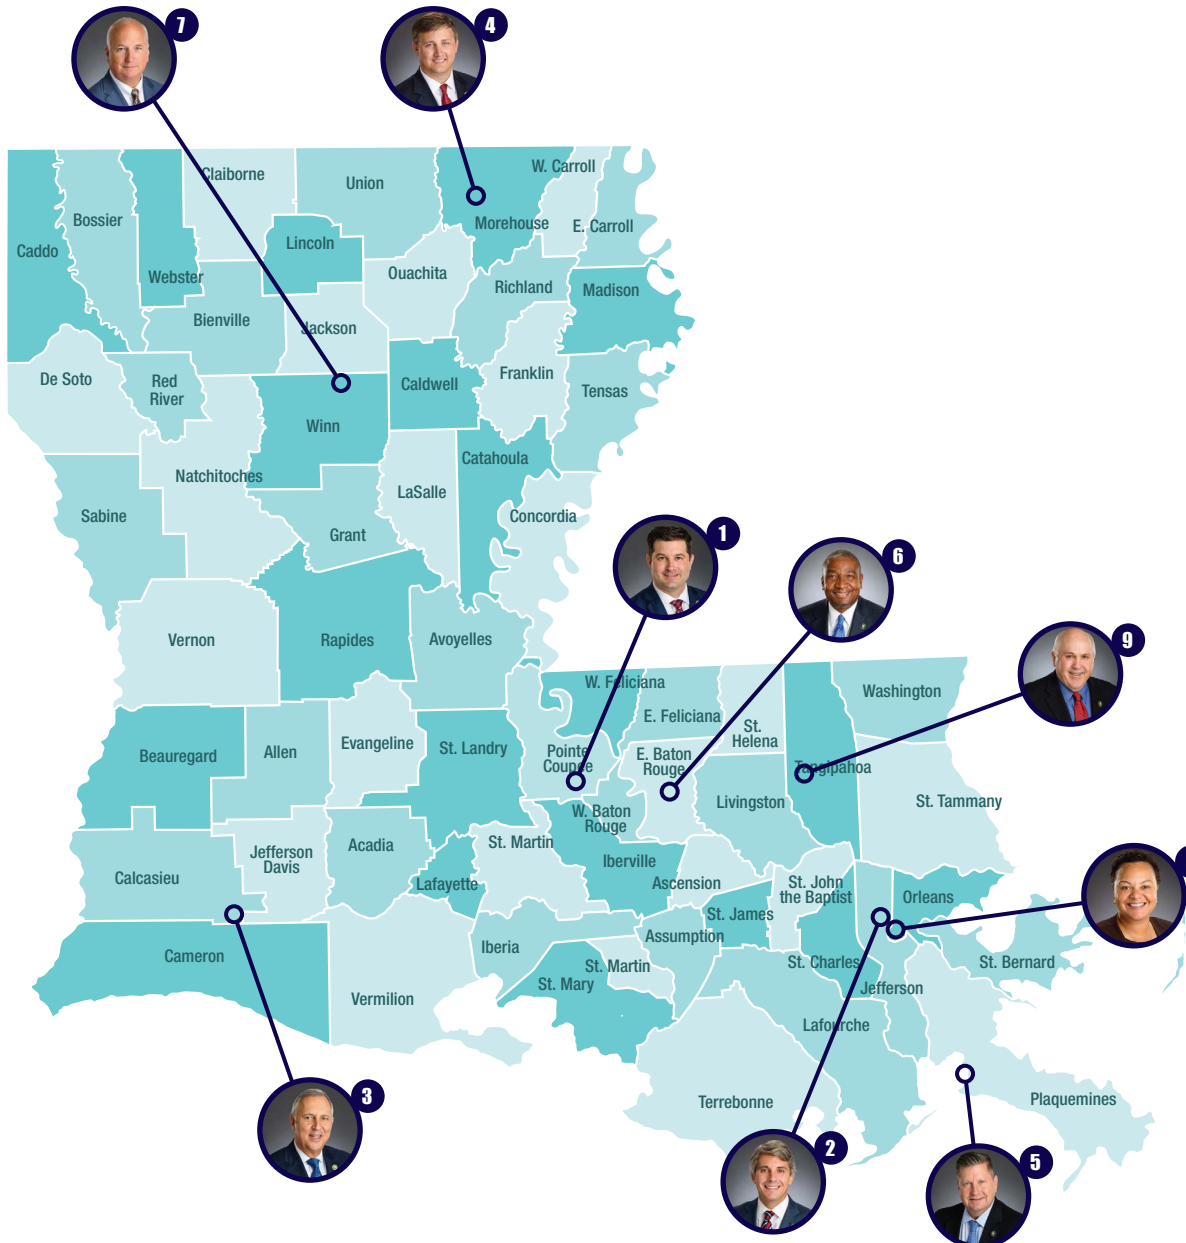 7
4
Claiborne
W. Carroll
Union
Bossier
Morehouse
E. Carroll
Lincoln
Caddo
Webster
Ouachita
Richland
Madison
Bienville
Jackson
De Soto
Red
River
Caldwell
Franklin
Tensas
Winn
Catahoula
Natchitoches
LaSalle
Sabine
Concordia
Grant
1
6
Vernon
Rapides
Avoyelles
9
W. Feliciana
Washington
E. Feliciana
St.
Helena
Beauregard
Allen
Evangeline
St. Landry
Pointe
Coupee
E. Baton
Rouge
Tangipahoa
Livingston
St. Tammany
W. Baton
Rouge
Jefferson
Davis
Acadia
St. Martin
Iberville
Calcasieu
Lafayette
Ascension
St. John
the Baptist
Orleans
St. James
Assumption
Iberia
Cameron
St. Martin
St. Mary
St. Charles
St. Bernard
Jefferson
Vermilion
Lafourche
3
Terrebonne
Plaquemines
2
5